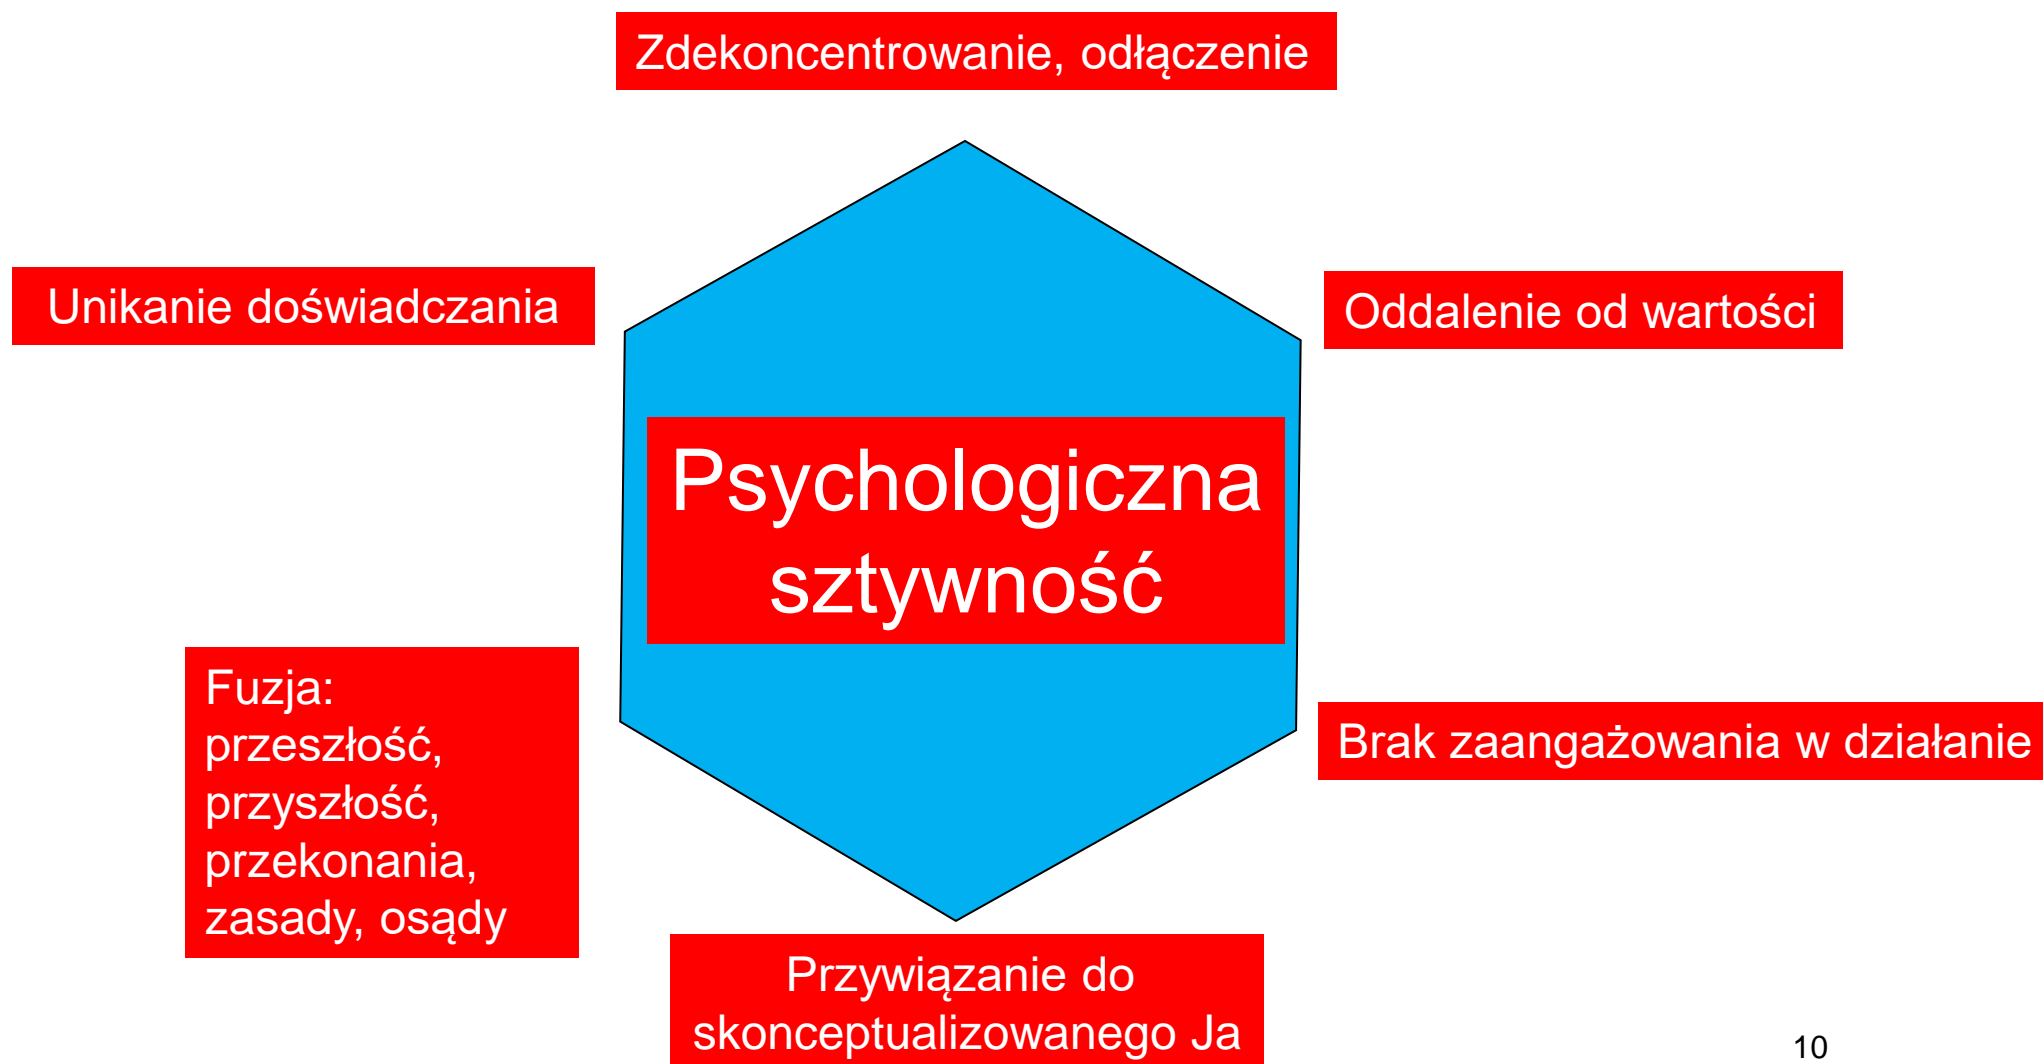 Zdekoncentrowanie, odłączenie
Unikanie doświadczania
Oddalenie od wartości
Psychologiczna
sztywność
Fuzja:
przeszłość,
przyszłość,
przekonania,
zasady, osądy
Brak zaangażowania w działanie
Przywiązanie do
skonceptualizowanego Ja
10